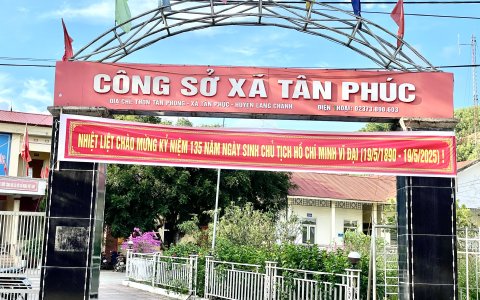 CÔNG SỞ XÃ TÂN PHÚC
ĐỊA CHỈ: THÔN TÂN PHONG - XÃ TÂN PHÚC - HUYỆN LANG CHÁNH ĐIỆN THOẠI: 02373.890.603
NHIỆT LIỆT CHÀO MỪNG KỶ NIỆM 135 NĂM NGÀY SINH CHỦ TỊCH HỒ CHÍ MINH VĨ ĐẠI (19/5/1890 - 19/5/2025) !